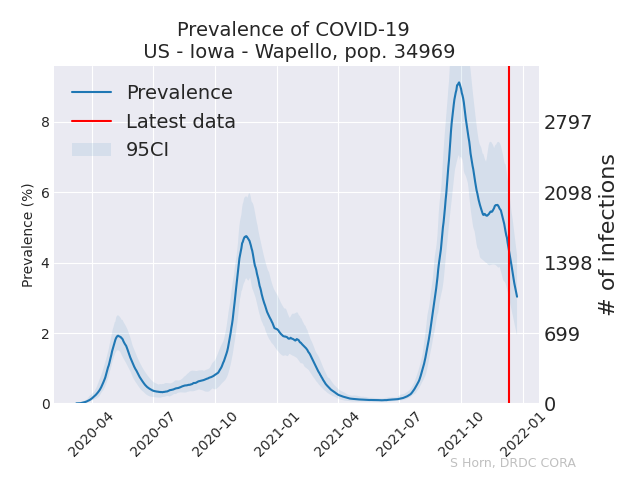 Prevalence of COVID-19
US - Iowa - Wapello, pop. 34969
Prevalence
Latest data
95CI
Prevalence (%)
8
6
4
2
0
2797
2098
1398
699
0
# of infections
2020-04
2020-07
2020-10
2021-01
2021-04
2021-07
2021-10
2022-01
S Horn, DRDC CORA